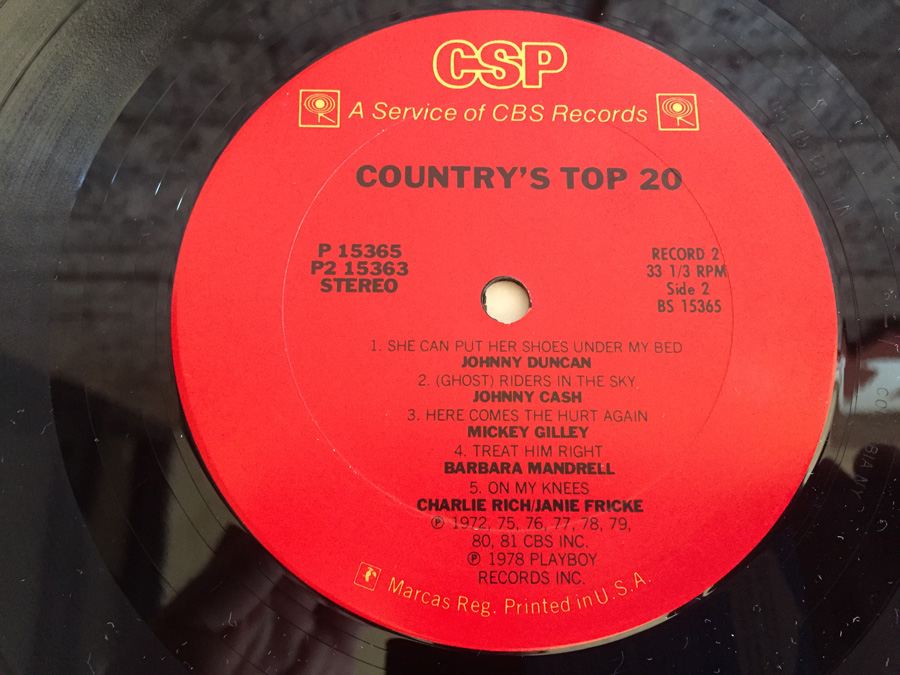 CSP
A Service of CBS Records
COUNTRY'S TOP 20
P 15365
P2 15363
STEREO
RECORD 2
33 1/3 RPM
Side 2
BS 15365
1. SHE CAN PUT HER SHOES UNDER MY BED
JOHNNY DUNCAN
2. (GHOST) RIDERS IN THE SKY
JOHNNY CASH
3. HERE COMES THE HURT AGAIN
MICKEY GILLEY
4. TREAT HIM RIGHT
BARBARA MANDRELL
5. ON MY KNEES
CHARLIE RICH/JANIE FRICKE
℗ 1972, 75, 76, 77, 78, 79,
80, 81 CBS INC.
℗ 1978 PLAYBOY
RECORDS INC.
Marcas Reg. Printed in U.S.A.